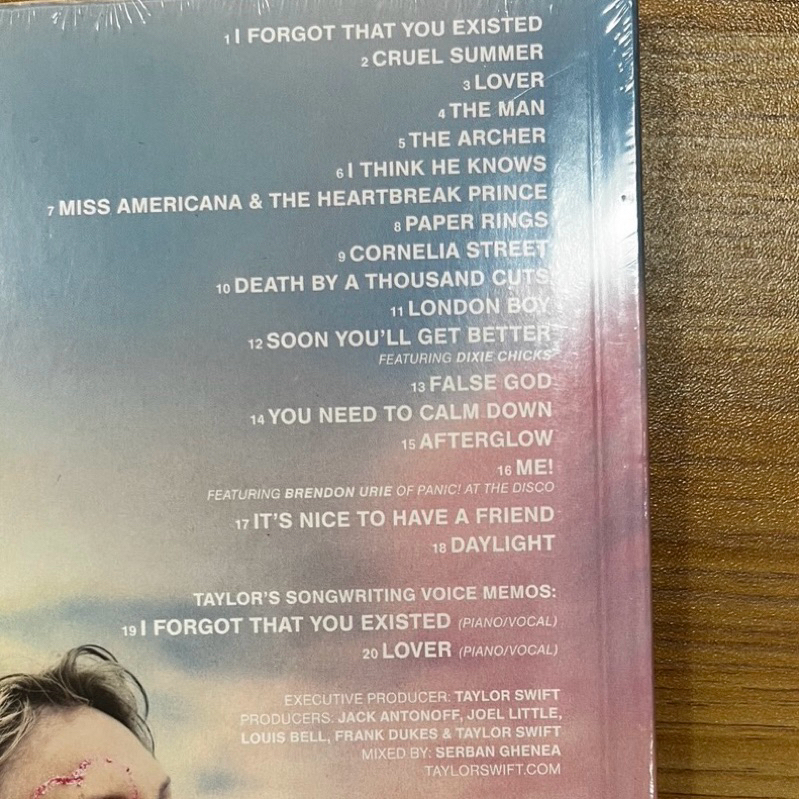 1 I FORGOT THAT YOU EXISTED
2 CRUEL SUMMER
3 LOVER
4 THE MAN
5 THE ARCHER
6 I THINK HE KNOWS
7 MISS AMERICANA & THE HEARTBREAK PRINCE
8 PAPER RINGS
9 CORNELIA STREET
10 DEATH BY A THOUSAND CUTS
11 LONDON BOY
12 SOON YOU'LL GET BETTER
FEATURING DIXIE CHICKS
13 FALSE GOD
14 YOU NEED TO CALM DOWN
15 AFTERGLOW
16 ME!
FEATURING BRENDON URIE OF PANIC! AT THE DISCO
17 IT'S NICE TO HAVE A FRIEND
18 DAYLIGHT
TAYLOR'S SONGWRITING VOICE MEMOS:
19 I FORGOT THAT YOU EXISTED (PIANO/VOCAL)
20 LOVER (PIANO/VOCAL)
EXECUTIVE PRODUCER: TAYLOR SWIFT
PRODUCERS: JACK ANTONOFF, JOEL LITTLE,
LOUIS BELL, FRANK DUKES & TAYLOR SWIFT
MIXED BY: SERBAN GHENEA
TAYLORSWIFT.COM